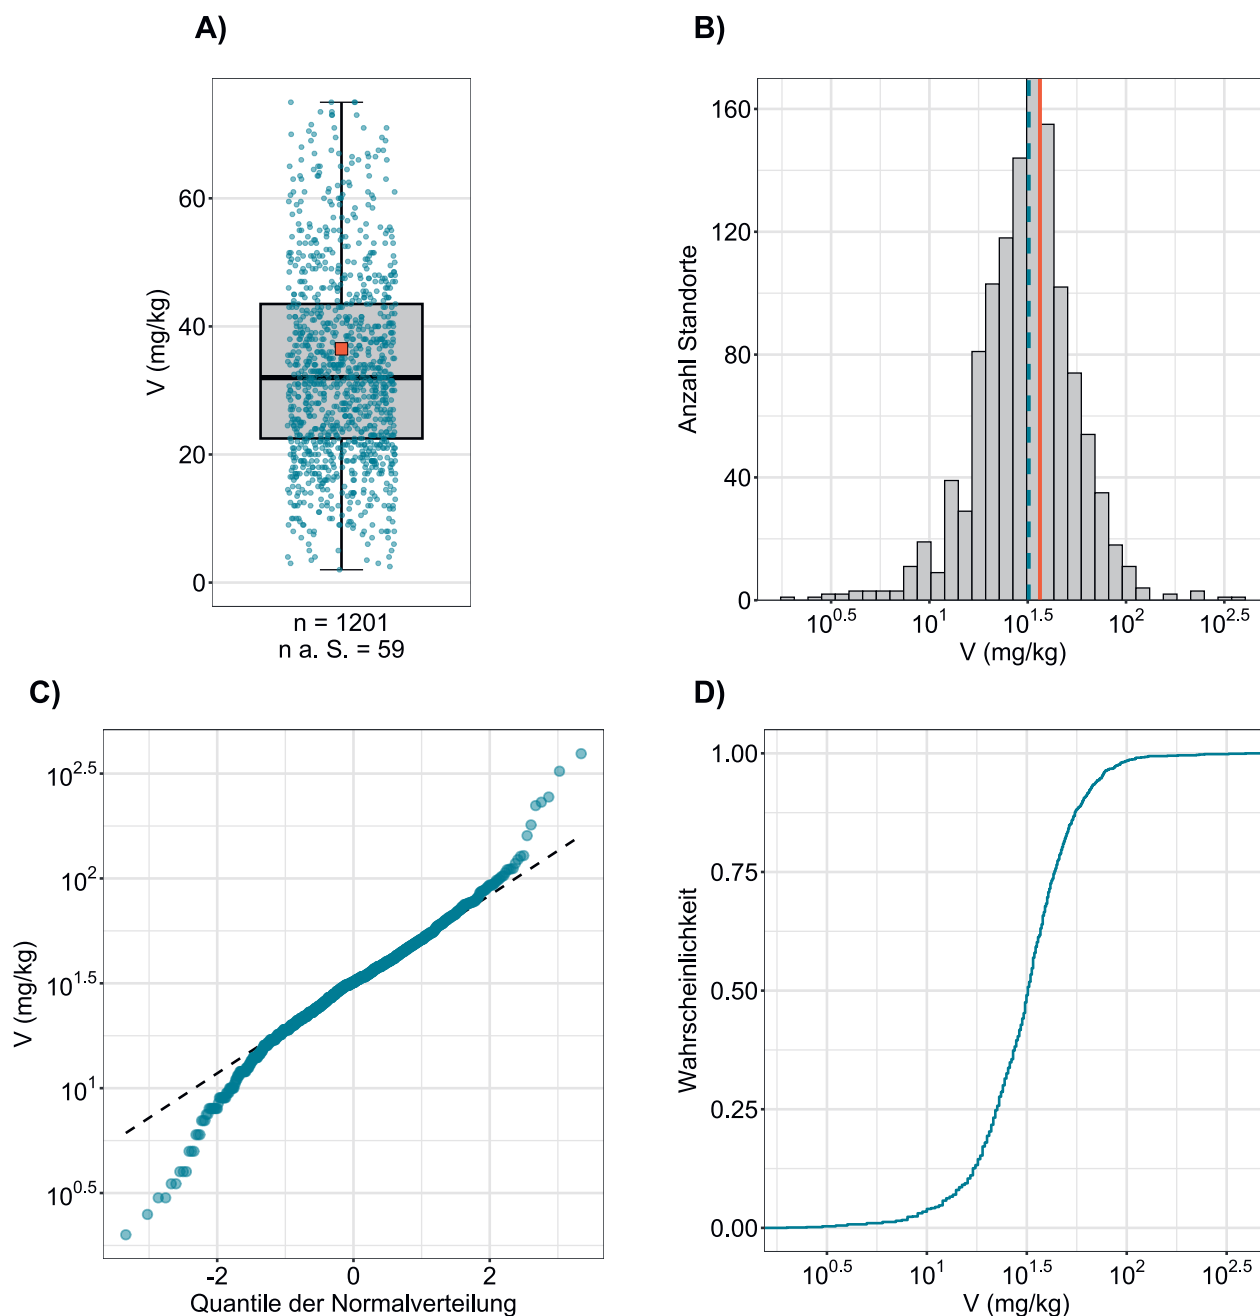 A)
V (mg/kg)
60
40
20
0
n = 1201
n a. S. = 59
B)
Anzahl Standorte
160
120
80
40
0
10^0.5 10^1 10^1.5 10^2 10^2.5
V (mg/kg)
C)
V (mg/kg)
10^2.5
10^2
10^1.5
10^1
10^0.5
-2 0 2
Quantile der Normalverteilung
D)
Wahrscheinlichkeit
1.00
0.75
0.50
0.25
0.00
10^0.5 10^1 10^1.5 10^2 10^2.5
V (mg/kg)